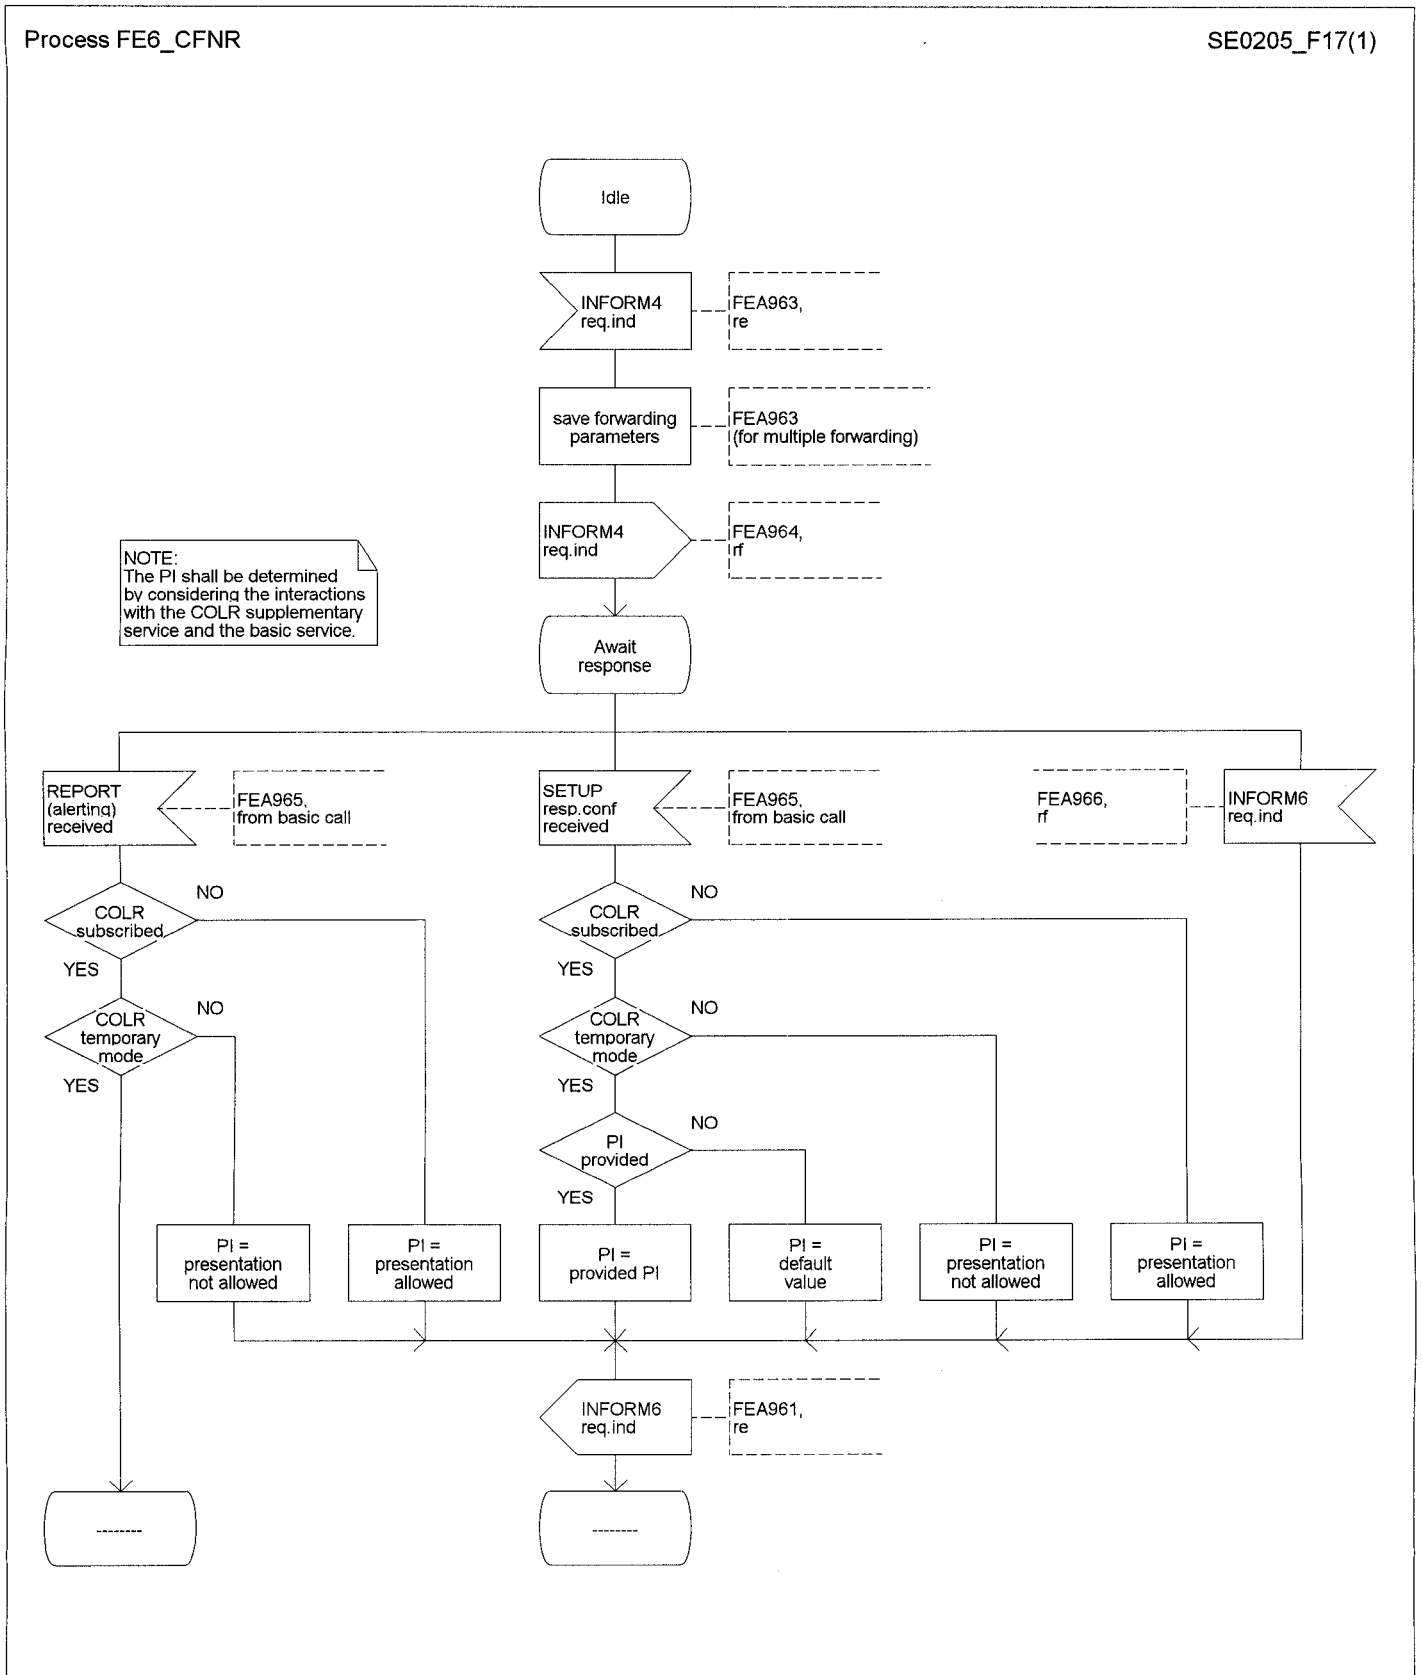 Process FE6_CFNR
SE0205_F17(1)
Idle
INFORM4
req.ind
FEA963,
re
save forwarding
parameters
FEA963
(for multiple forwarding)
INFORM4
req.ind
FEA964,
rf
NOTE:
The PI shall be determined
by considering the interactions
with the COLR supplementary
service and the basic service.
Await
response
REPORT
(alerting)
received
FEA965,
from basic call
SETUP
resp.conf
received
FEA965,
from basic call
FEA966,
rf
INFORM6
req.ind
COLR
subscribed
NO
YES
COLR
temporary
mode
NO
YES
COLR
subscribed
NO
YES
COLR
temporary
mode
NO
YES
PI
provided
NO
YES
PI =
presentation
not allowed
PI =
presentation
allowed
PI =
provided PI
PI =
default
value
PI =
presentation
not allowed
PI =
presentation
allowed
INFORM6
req.ind
FEA961,
re
--------
--------